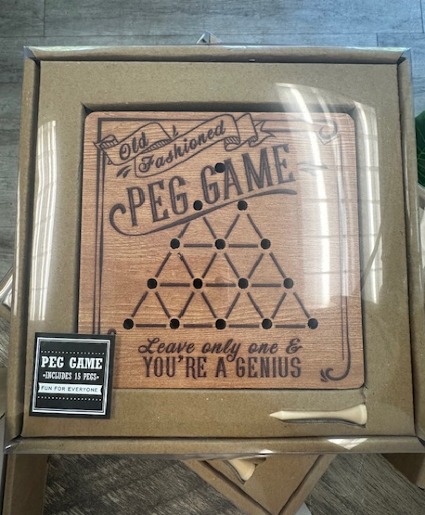 Old
Fashioned
PEG GAME
Leave only one &
YOU'RE A GENIUS
PEG GAME
•INCLUDES 15 PEGS•
FUN FOR EVERYONE!